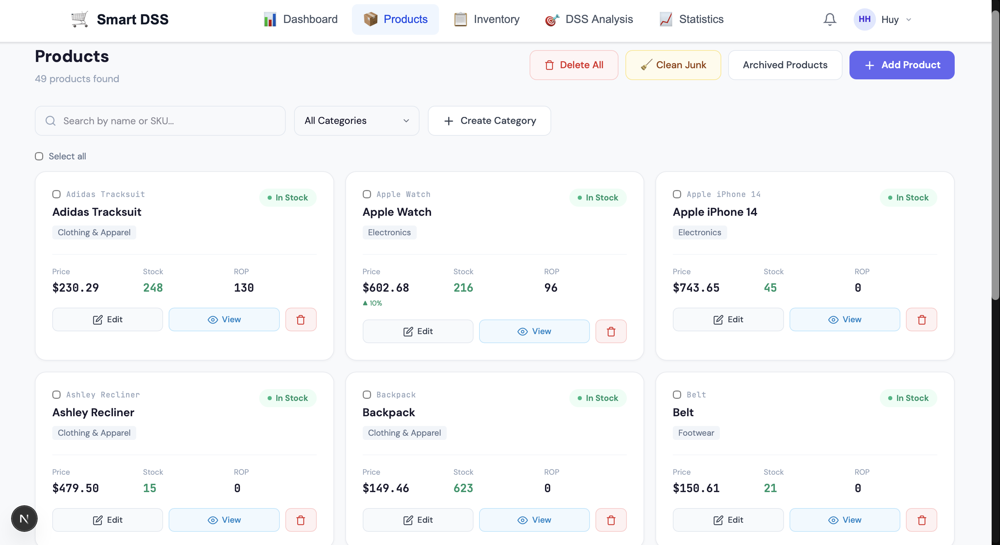 Smart DSS
Dashboard
Products
Inventory
DSS Analysis
Statistics
HH
Huy
Products
49 products found
Delete All
Clean Junk
Archived Products
+ Add Product
Search by name or SKU...
All Categories
+ Create Category
Select all
Adidas Tracksuit
In Stock
Adidas Tracksuit
Clothing & Apparel
Price Stock ROP
$230.29 248 130
Edit View
Apple Watch
In Stock
Apple Watch
Electronics
Price Stock ROP
$602.68 216 96
▲ 10%
Edit View
Apple iPhone 14
In Stock
Apple iPhone 14
Electronics
Price Stock ROP
$743.65 45 0
Edit View
Ashley Recliner
In Stock
Ashley Recliner
Clothing & Apparel
Price Stock ROP
$479.50 15 0
Edit View
Backpack
In Stock
Backpack
Clothing & Apparel
Price Stock ROP
$149.46 623 0
Edit View
Belt
In Stock
Belt
Footwear
Price Stock ROP
$150.61 21 0
Edit View
N